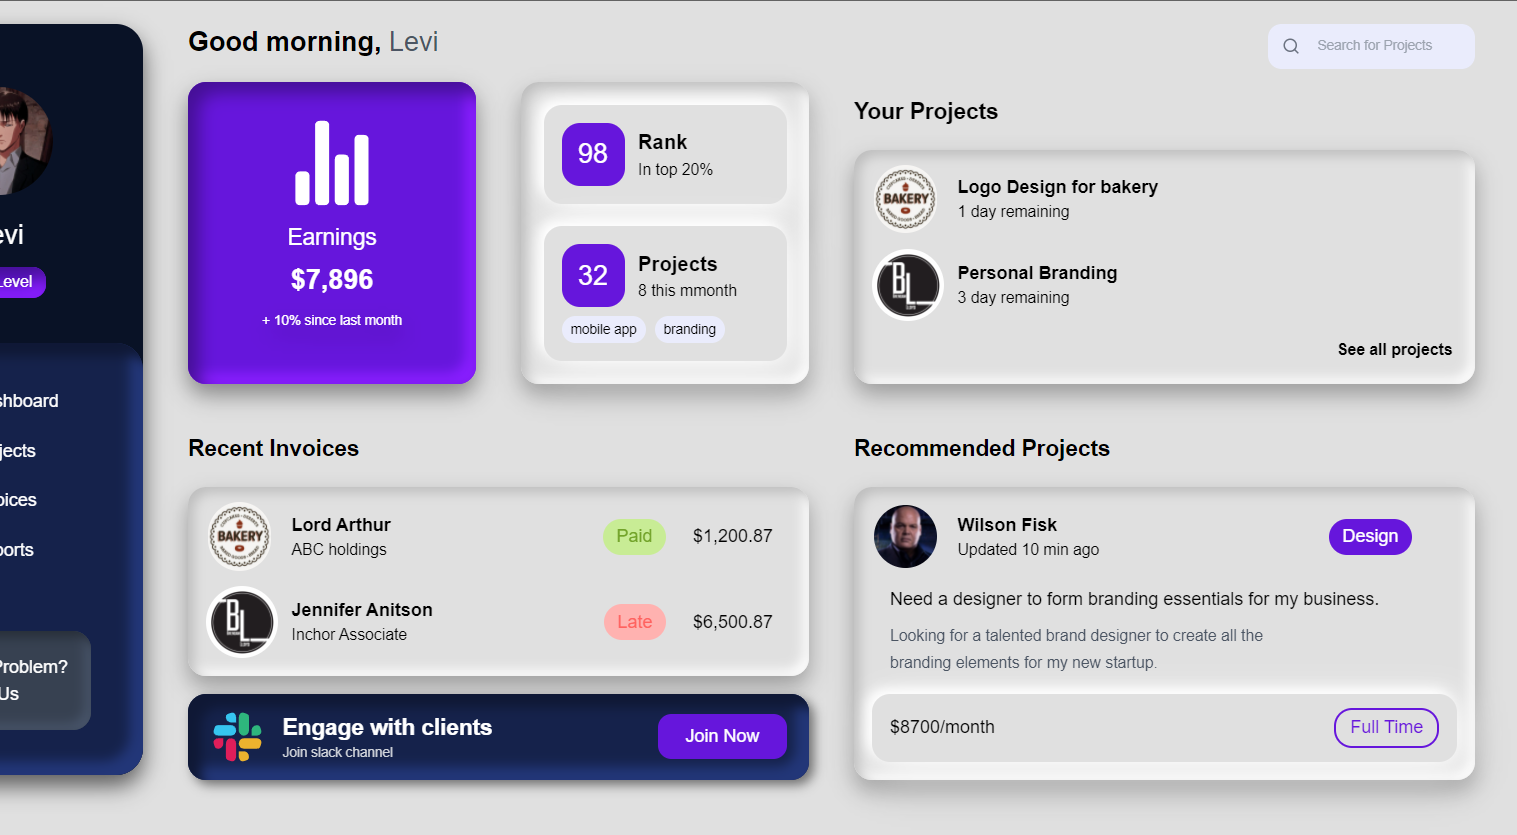 Good morning, Levi
Search for Projects
evi
Level
shboard
jects
oices
ports
Problem?
Us
Earnings
$7,896
+ 10% since last month
98
Rank
In top 20%
32
Projects
8 this mmonth
mobile app
branding
Your Projects
BAKERY
Logo Design for bakery
1 day remaining
BL
Personal Branding
3 day remaining
See all projects
Recent Invoices
BAKERY
Lord Arthur
ABC holdings
Paid
$1,200.87
BL
Jennifer Anitson
Inchor Associate
Late
$6,500.87
Engage with clients
Join slack channel
Join Now
Recommended Projects
Wilson Fisk
Updated 10 min ago
Design
Need a designer to form branding essentials for my business.
Looking for a talented brand designer to create all the
branding elements for my new startup.
$8700/month
Full Time